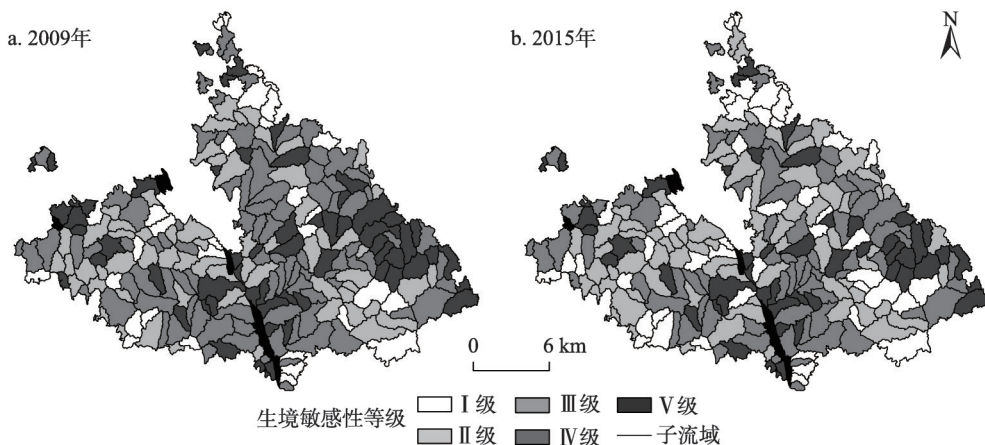 a. 2009年
b. 2015年
N
0 6 km
生境敏感性等级
Ⅰ级 Ⅲ级 Ⅴ级
Ⅱ级 Ⅳ级 子流域